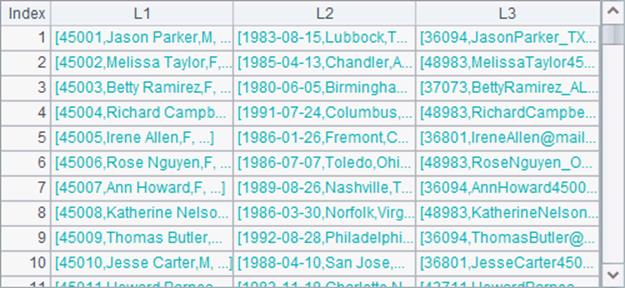 Index L1 L2 L3
1 [45001,Jason Parker,M, ... [1983-08-15,Lubbock,T... [36094,JasonParker_TX...
2 [45002,Melissa Taylor,F,... [1985-04-13,Chandler,A... [48983,MelissaTaylor45...
3 [45003,Betty Ramirez,F, ... [1980-06-05,Birmingha... [37073,BettyRamirez_AL...
4 [45004,Richard Campb... [1991-07-24,Columbus,... [48983,RichardCampbe...
5 [45005,Irene Allen,F, ...] [1986-01-26,Fremont,C... [36801,IreneAllen@mail...
6 [45006,Rose Nguyen,F, ... [1986-07-07,Toledo,Ohi... [48983,RoseNguyen_O...
7 [45007,Ann Howard,F, ...] [1989-08-26,Nashville,T... [36094,AnnHoward4500...
8 [45008,Katherine Nelso... [1986-03-30,Norfolk,Virg... [48983,KatherineNelson...
9 [45009,Thomas Butler,... [1992-08-28,Philadelphi... [36094,ThomasButler@...
10 [45010,Jesse Carter,M, ...] [1988-04-10,San Jose,... [36801,JesseCarter450...